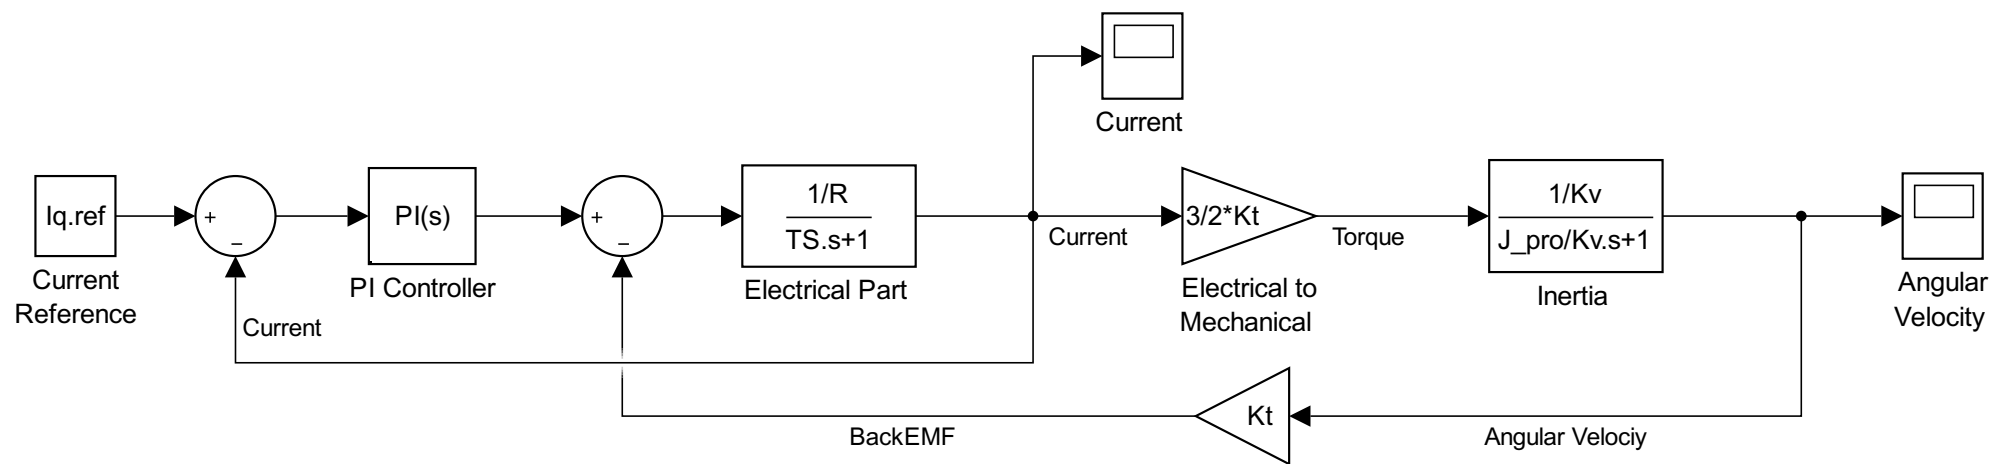 Current
Iq.ref
Current
Reference
+
−
Current
PI(s)
PI Controller
+
−
1/R
TS.s+1
Electrical Part
Current
3/2*Kt
Electrical to
Mechanical
Torque
1/Kv
J_pro/Kv.s+1
Inertia
Angular
Velocity
Kt
BackEMF
Angular Velociy